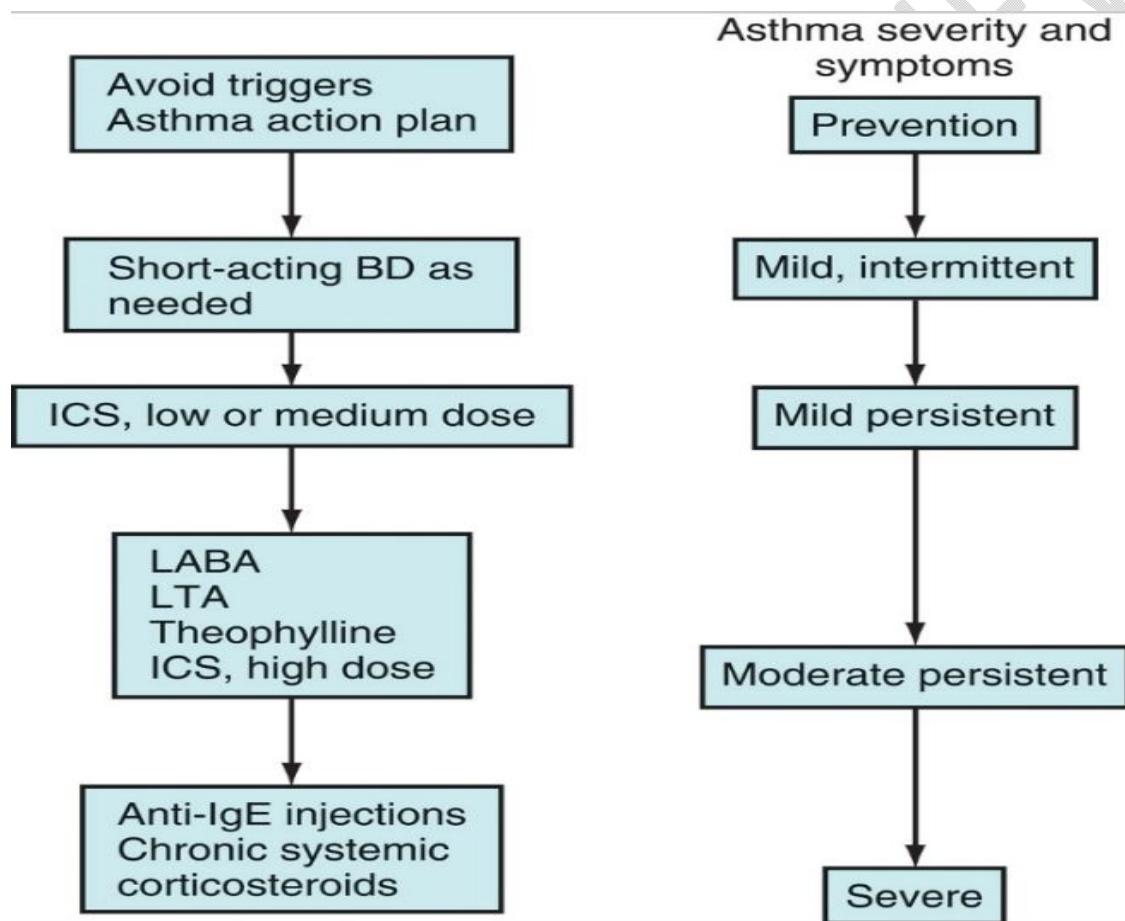 Avoid triggers
Asthma action plan
Short-acting BD as
needed
ICS, low or medium dose
LABA
LTA
Theophylline
ICS, high dose
Anti-IgE injections
Chronic systemic
corticosteroids
Asthma severity and
symptoms
Prevention
Mild, intermittent
Mild persistent
Moderate persistent
Severe